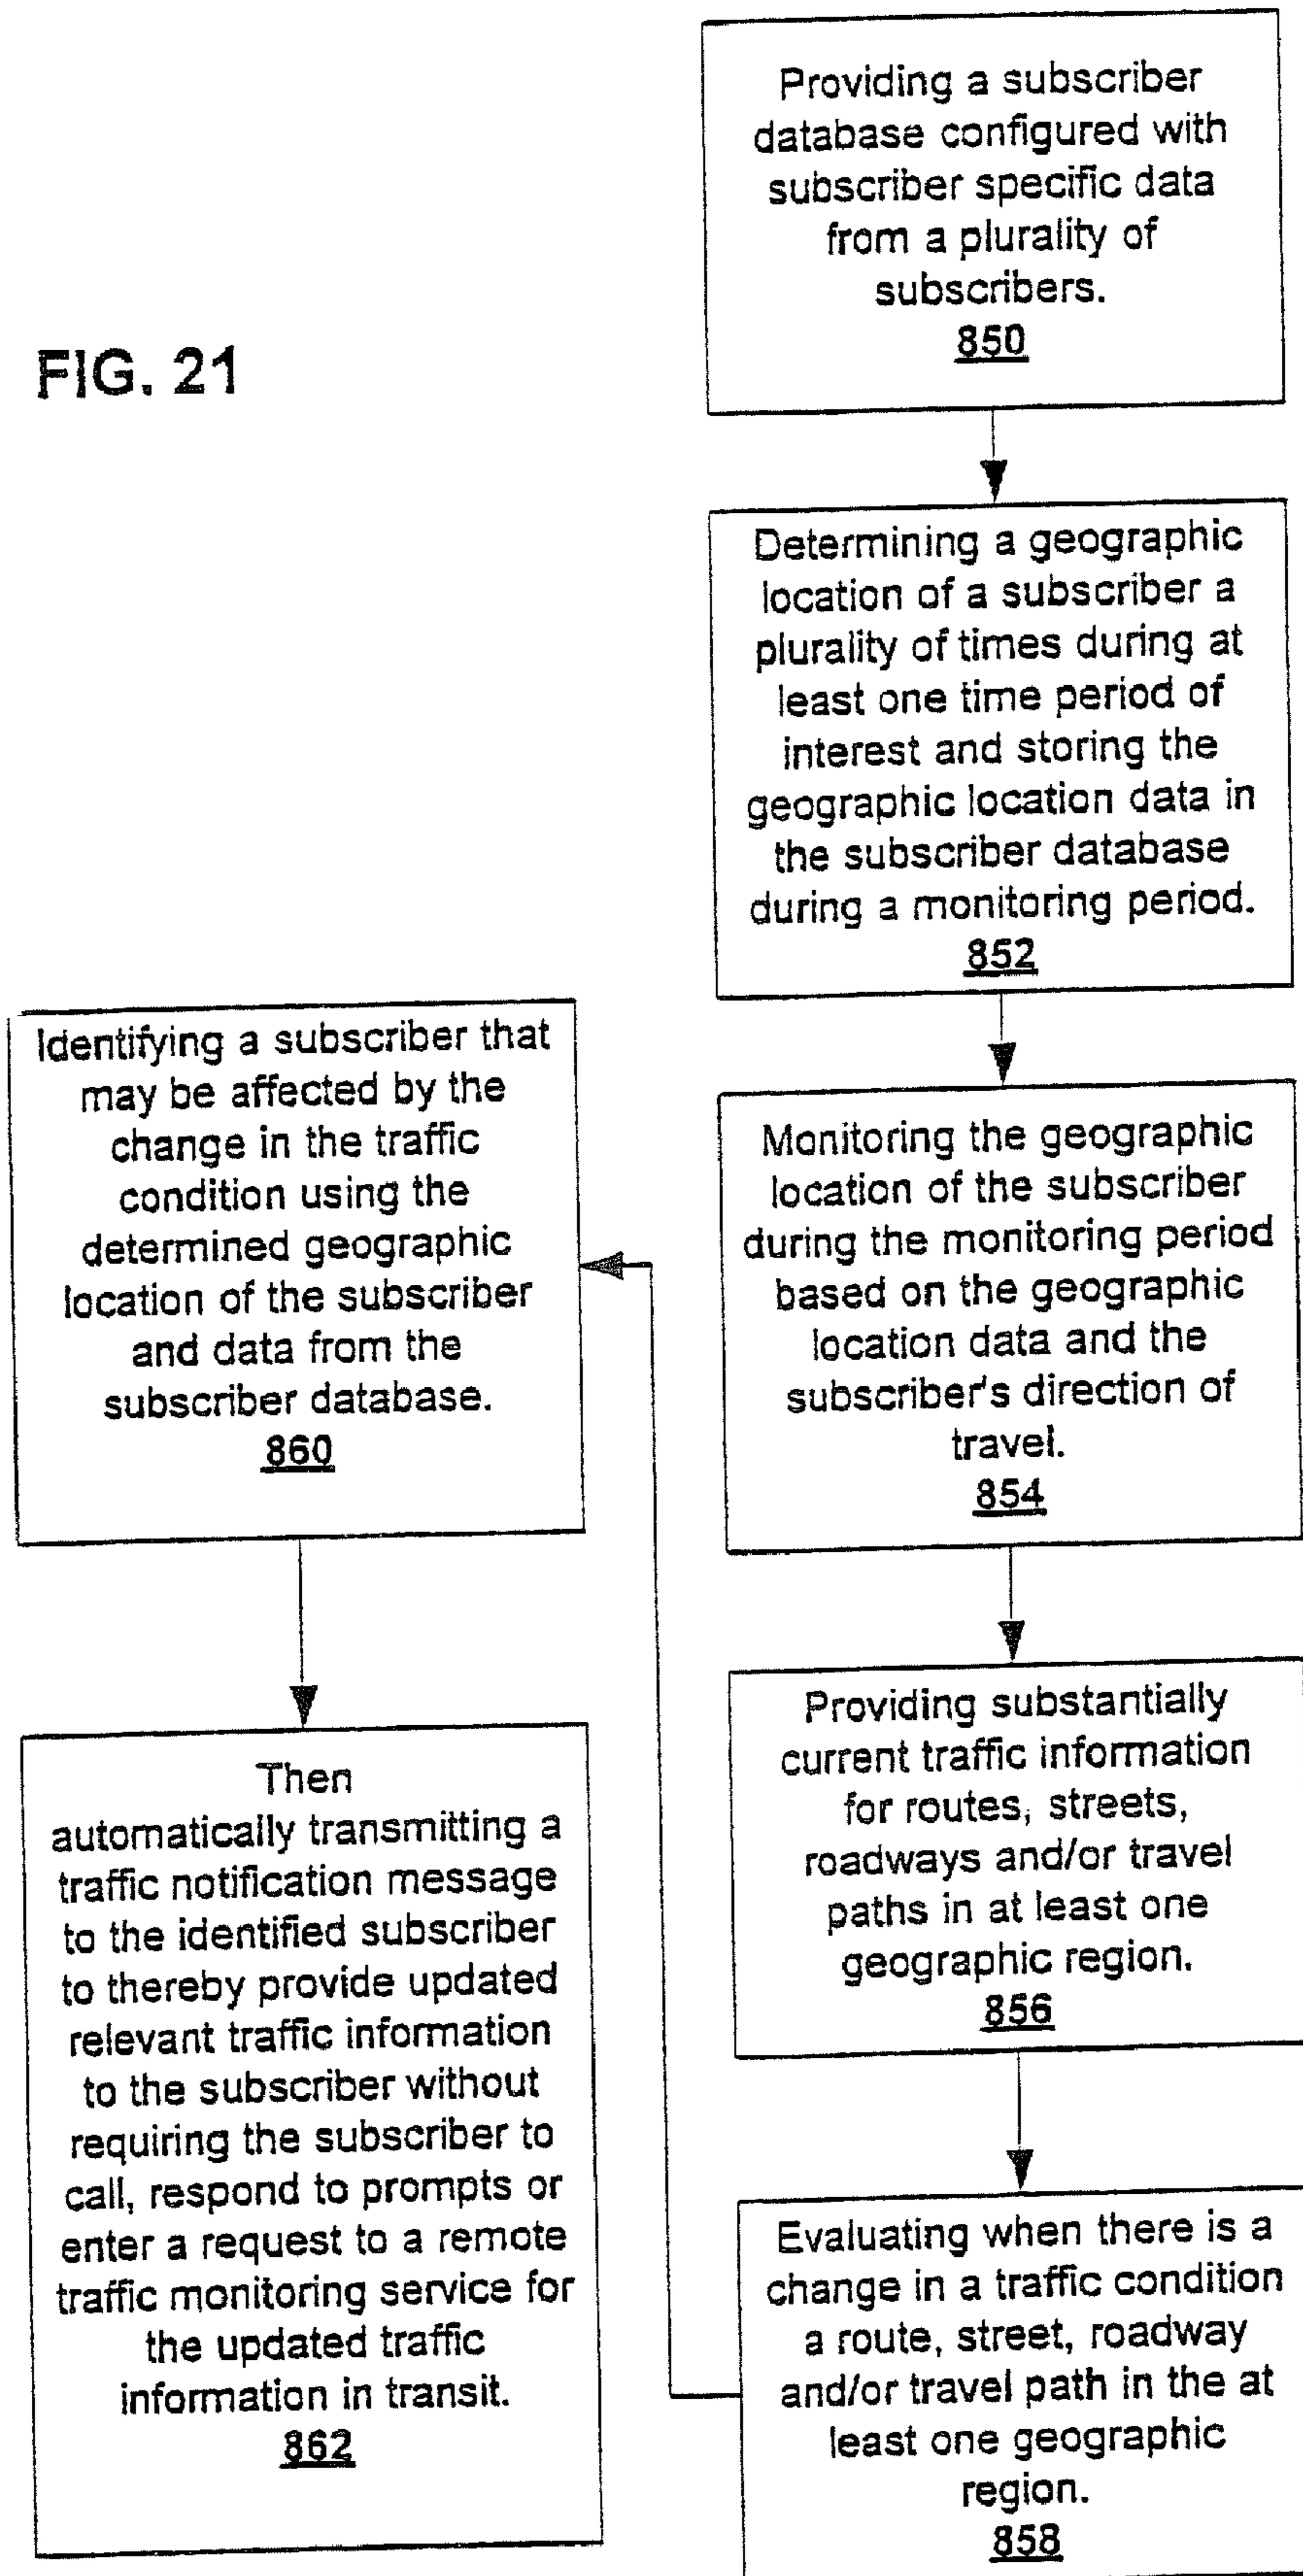 FIG. 21
Providing a subscriber
database configured with
subscriber specific data
from a plurality of
subscribers.
850
Determining a geographic
location of a subscriber a
plurality of times during at
least one time period of
interest and storing the
geographic location data in
the subscriber database
during a monitoring period.
852
Monitoring the geographic
location of the subscriber
during the monitoring period
based on the geographic
location data and the
subscriber's direction of
travel.
854
Providing substantially
current traffic information
for routes, streets,
roadways and/or travel
paths in at least one
geographic region.
856
Evaluating when there is a
change in a traffic condition
a route, street, roadway
and/or travel path in the at
least one geographic
region.
858
Identifying a subscriber that
may be affected by the
change in the traffic
condition using the
determined geographic
location of the subscriber
and data from the
subscriber database.
860
Then
automatically transmitting a
traffic notification message
to the identified subscriber
to thereby provide updated
relevant traffic information
to the subscriber without
requiring the subscriber to
call, respond to prompts or
enter a request to a remote
traffic monitoring service for
the updated traffic
information in transit.
862